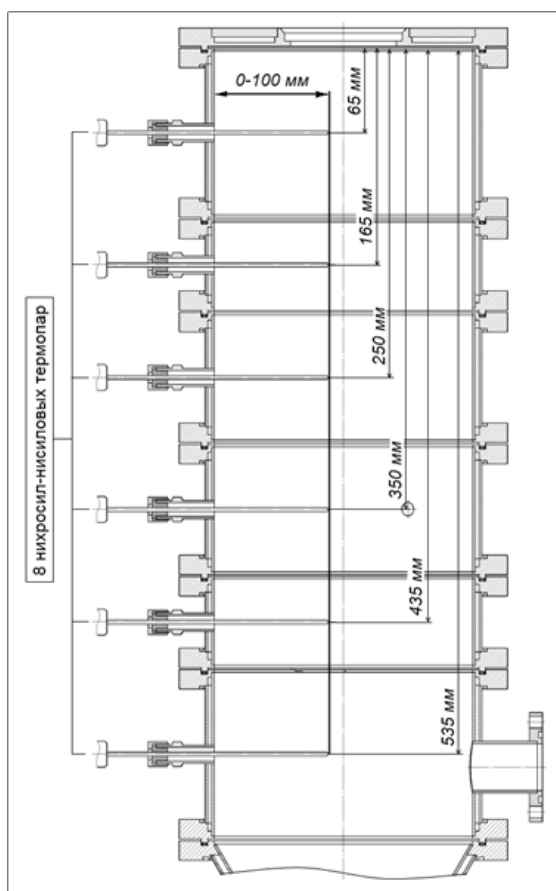 0-100 мм
65 мм
165 мм
250 мм
350 мм
435 мм
535 мм
8 нихросил-нисиловых термопар